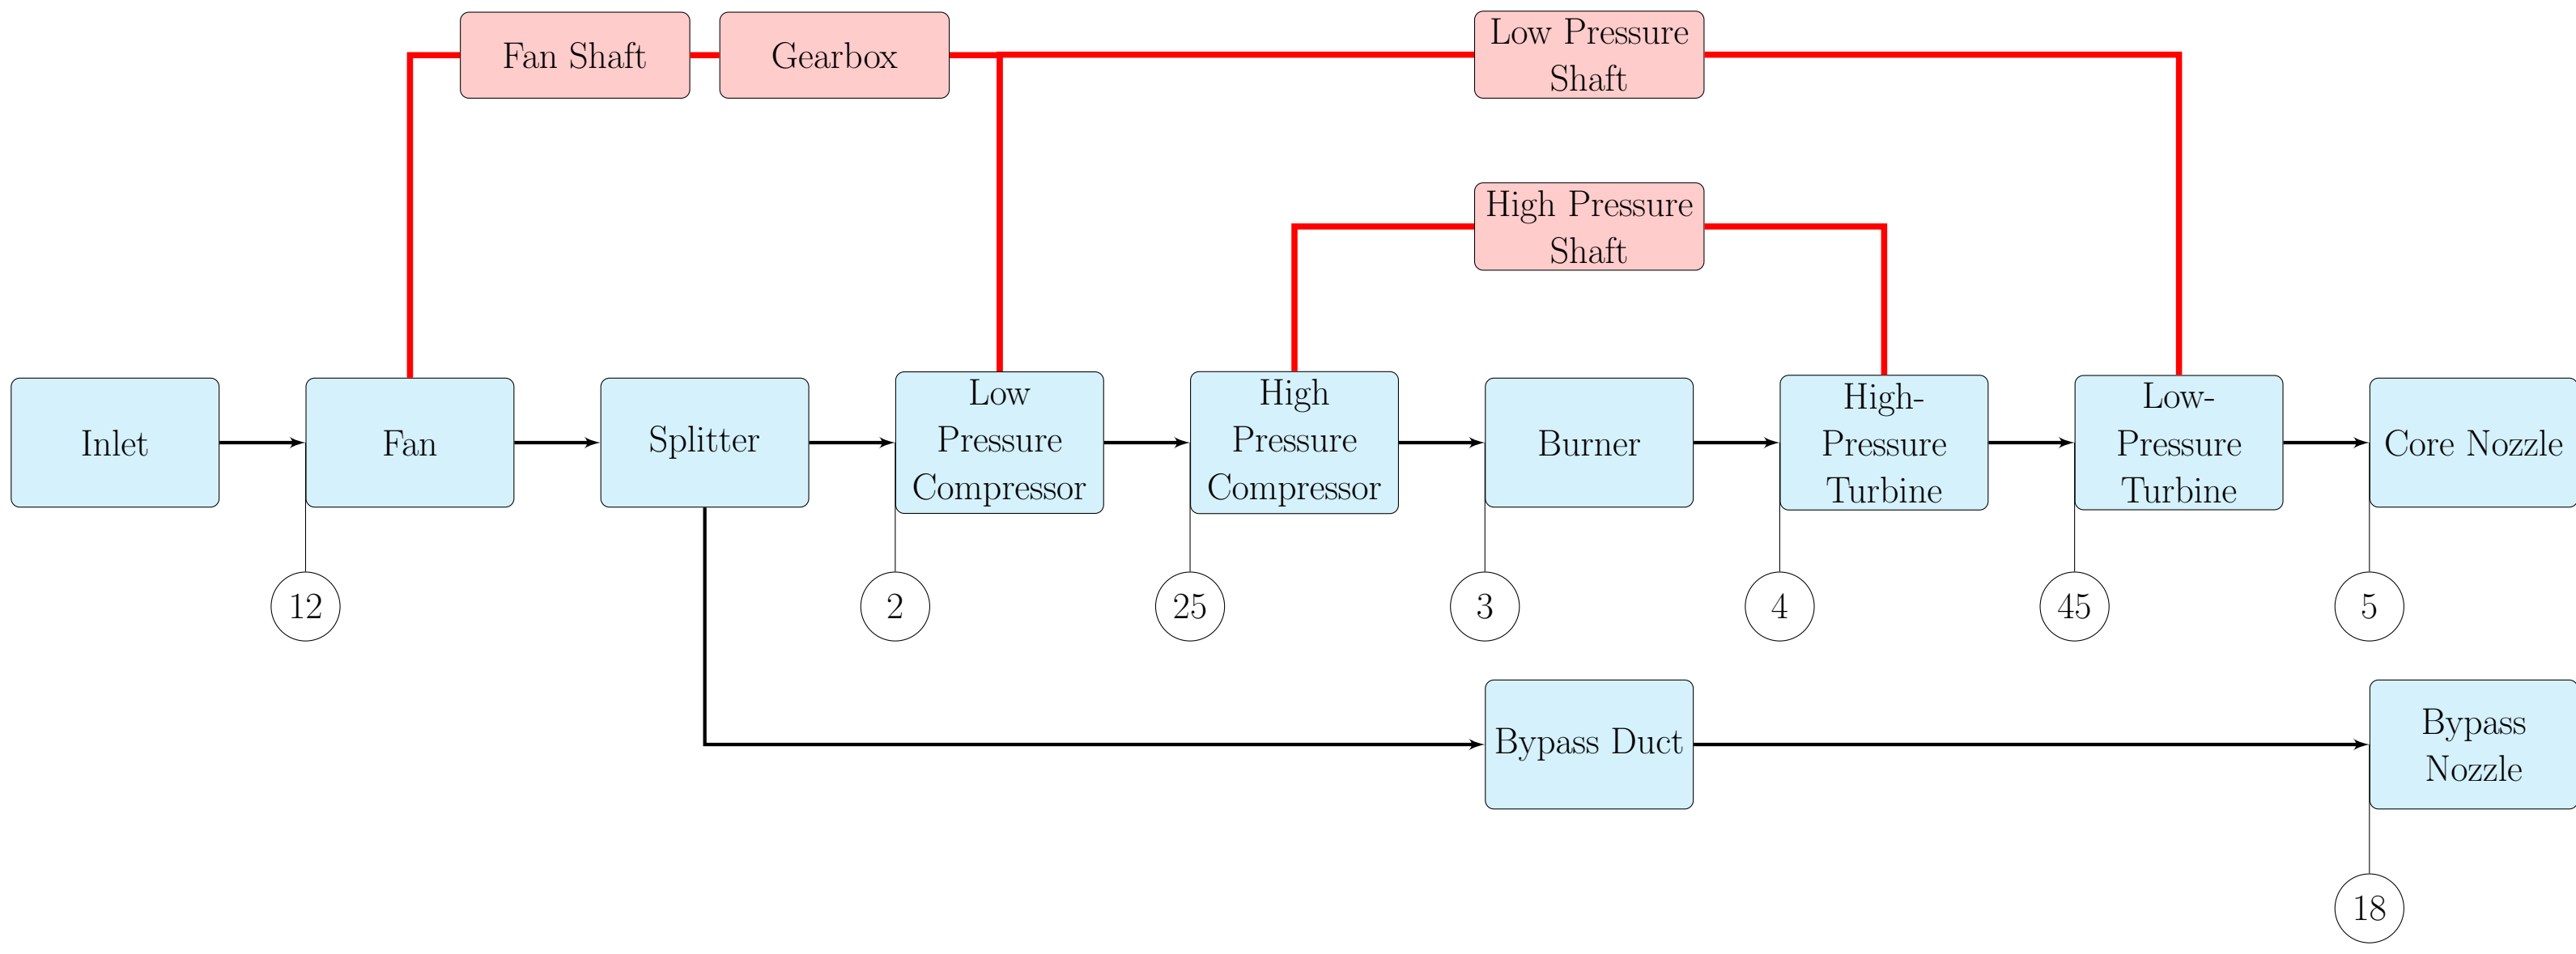 Fan Shaft
Gearbox
Low Pressure
Shaft
High Pressure
Shaft
Inlet
Fan
Splitter
Low
Pressure
Compressor
High
Pressure
Compressor
Burner
High-
Pressure
Turbine
Low-
Pressure
Turbine
Core Nozzle
12
2
25
3
4
45
5
Bypass Duct
Bypass
Nozzle
18